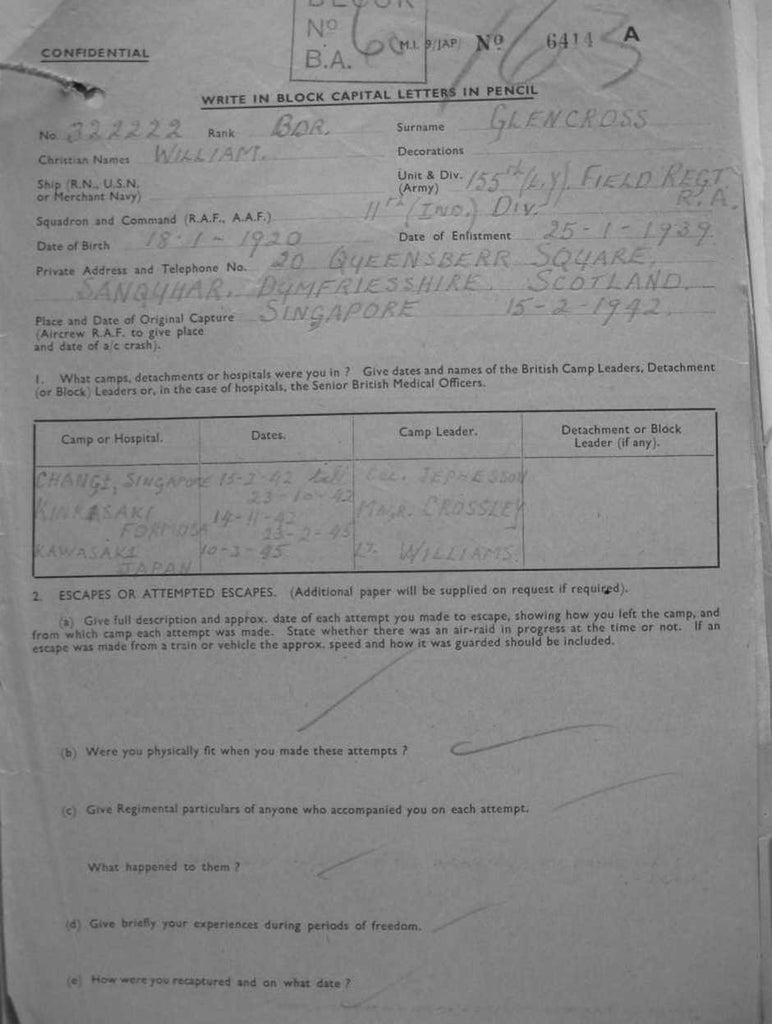 No
B.A.
CONFIDENTIAL
(M.I. 9/JAP) No 6414 A
WRITE IN BLOCK CAPITAL LETTERS IN PENCIL
No. 322222 Rank BDR. Surname GLENCROSS
Christian Names WILLIAM. Decorations
Ship (R.N., U.S.N. or Merchant Navy)
Unit & Div. (Army) 155th (L.Y). FIELD REGT R.A.
11th (IND.) DIV.
Squadron and Command (R.A.F., A.A.F.)
Date of Birth 18-1-1920 Date of Enlistment 25-1-1939.
Private Address and Telephone No. 20 QUEENSBERR SQUARE,
SANQUHAR. DUMFRIESSHIRE. SCOTLAND.
Place and Date of Original Capture SINGAPORE 15-2-1942.
(Aircrew R.A.F. to give place
and date of a/c crash).
1. What camps, detachments or hospitals were you in ? Give dates and names of the British Camp Leaders, Detachment
(or Block) Leaders or, in the case of hospitals, the Senior British Medical Officers.
Camp or Hospital. Dates. Camp Leader. Detachment or Block Leader (if any).
CHANGI, SINGAPORE 15-2-42 till COL. JEPHESSON
23-10-42
KINKASAKI 14-11-42 MAJR. CROSSLEY
FORMOSA 23-2-45
KAWASAKI 10-3-45 LT. WILLIAMS.
JAPAN
2. ESCAPES OR ATTEMPTED ESCAPES. (Additional paper will be supplied on request if required).
(a) Give full description and approx. date of each attempt you made to escape, showing how you left the camp, and
from which camp each attempt was made. State whether there was an air-raid in progress at the time or not. If an
escape was made from a train or vehicle the approx. speed and how it was guarded should be included.
(b) Were you physically fit when you made these attempts ?
(c) Give Regimental particulars of anyone who accompanied you on each attempt.
What happened to them ?
(d) Give briefly your experiences during periods of freedom.
(e) How were you recaptured and on what date ?